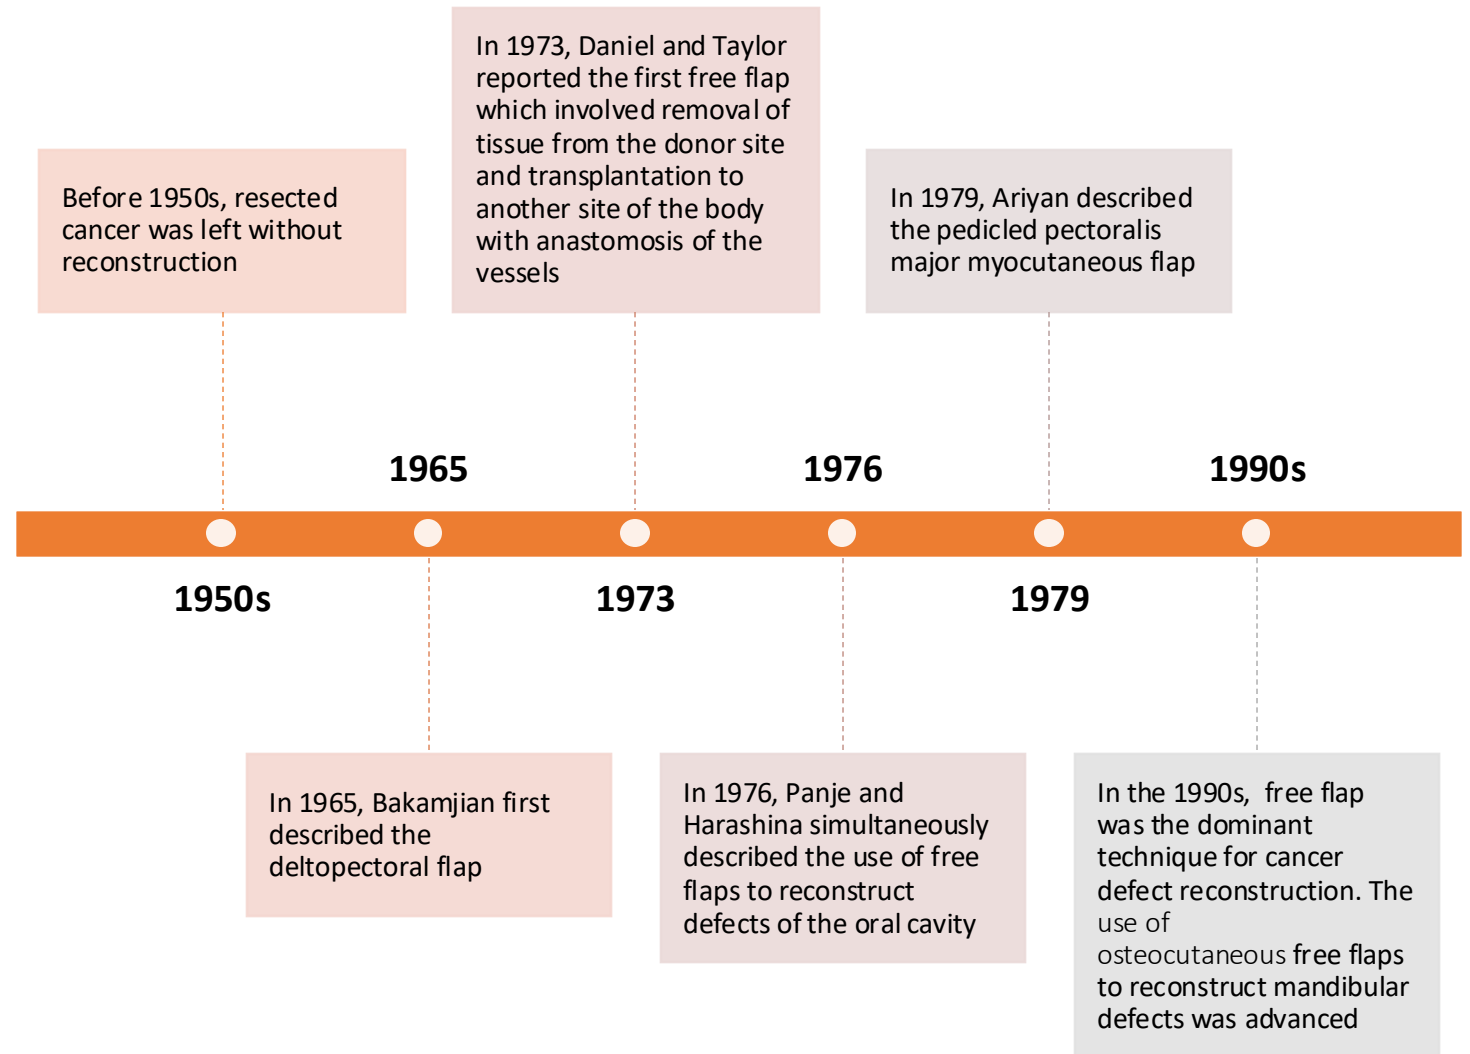 Before 1950s, resected
cancer was left without
reconstruction
1950s
1965
In 1965, Bakamjian first
described the
deltopectoral flap
In 1973, Daniel and Taylor
reported the first free flap
which involved removal of
tissue from the donor site
and transplantation to
another site of the body
with anastomosis of the
vessels
1973
1976
In 1976, Panje and
Harashina simultaneously
described the use of free
flaps to reconstruct
defects of the oral cavity
In 1979, Ariyan described
the pedicled pectoralis
major myocutaneous flap
1979
1990s
In the 1990s, free flap
was the dominant
technique for cancer
defect reconstruction. The
use of
osteocutaneous free flaps
to reconstruct mandibular
defects was advanced